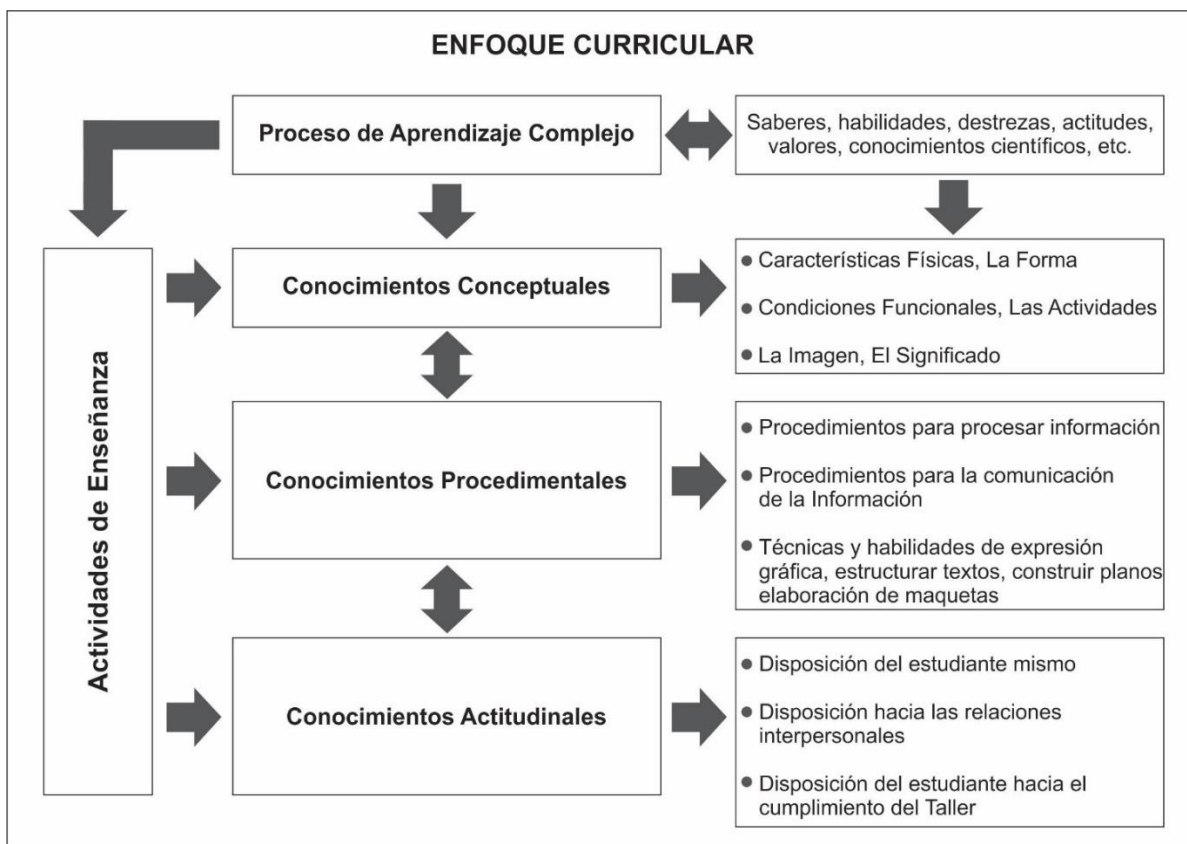 ENFOQUE CURRICULAR
Proceso de Aprendizaje Complejo
Saberes, habilidades, destrezas, actitudes,
valores, conocimientos científicos, etc.
Actividades de Enseñanza
Conocimientos Conceptuales
● Características Físicas, La Forma
● Condiciones Funcionales, Las Actividades
● La Imagen, El Significado
Conocimientos Procedimentales
● Procedimientos para procesar información
● Procedimientos para la comunicación
de la Información
● Técnicas y habilidades de expresión
gráfica, estructurar textos, construir planos
elaboración de maquetas
Conocimientos Actitudinales
● Disposición del estudiante mismo
● Disposición hacia las relaciones
interpersonales
● Disposición del estudiante hacia el
cumplimiento del Taller